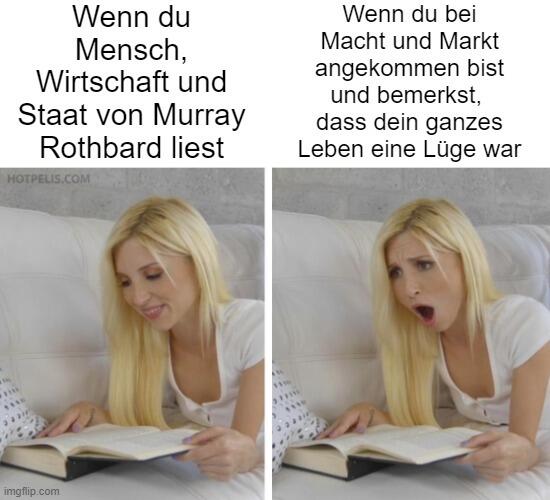 Wenn du
Mensch,
Wirtschaft und
Staat von Murray
Rothbard liest
Wenn du bei
Macht und Markt
angekommen bist
und bemerkst,
dass dein ganzes
Leben eine Lüge war
HOTPELIS.COM
imgflip.com